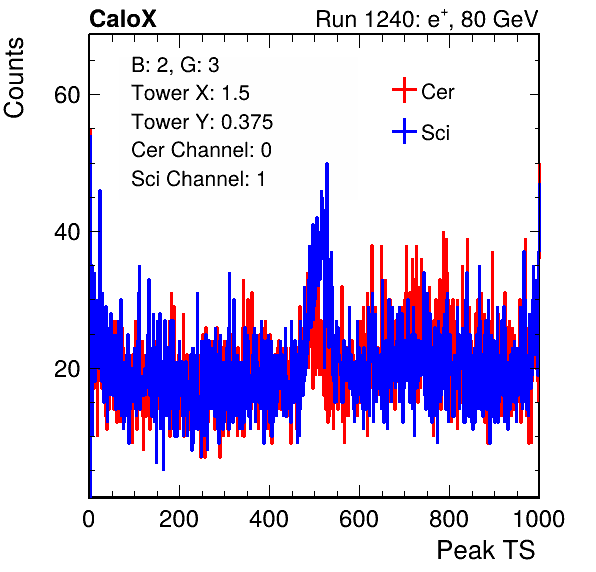 CaloX Run 1240: e⁺, 80 GeV
Counts
B: 2, G: 3
Tower X: 1.5
Tower Y: 0.375
Cer Channel: 0
Sci Channel: 1
Cer
Sci
60
40
20
0 200 400 600 800 1000
Peak TS